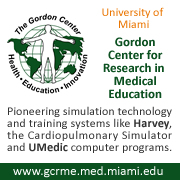 The Gordon Center
Health • Education • Innovation
University of
Miami
Gordon
Center for
Research in
Medical
Education
Pioneering simulation technology
and training systems like Harvey,
the Cardiopulmonary Simulator
and UMedic computer programs.
www.gcrme.med.miami.edu